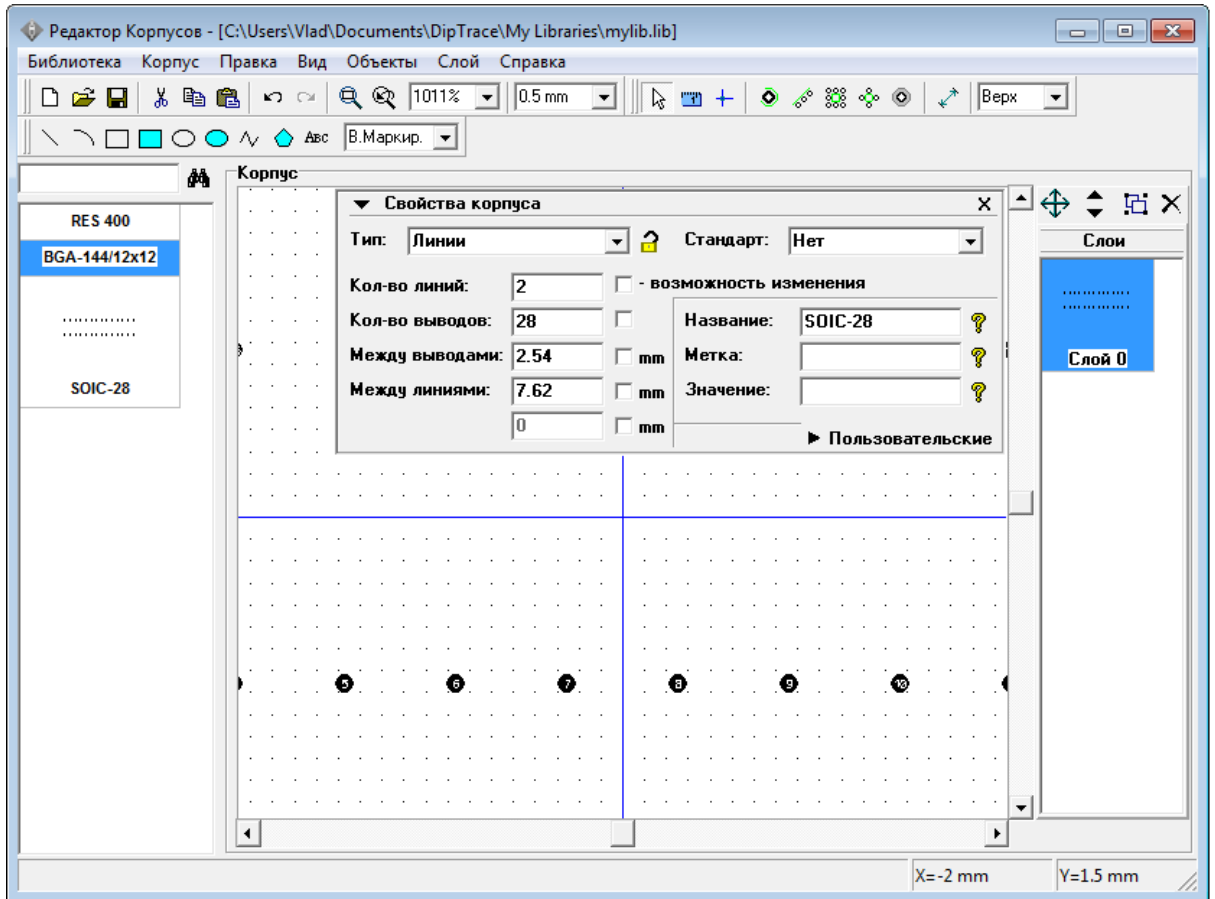 Редактор Корпусов - [C:\Users\Vlad\Documents\DipTrace\My Libraries\mylib.lib]
Библиотека Корпус Правка Вид Объекты Слой Справка
1011% 0.5 mm Верх
Abc В.Маркир.
Корпус
RES 400
BGA-144/12x12
SOIC-28
Свойства корпуса
Тип: Линии Стандарт: Нет
Кол-во линий: 2 - возможность изменения
Кол-во выводов: 28 Название: SOIC-28
Между выводами: 2.54 mm Метка:
Между линиями: 7.62 mm Значение:
0 mm Пользовательские
Слои
Слой 0
5 6 7 8 9 10
X=-2 mm Y=1.5 mm